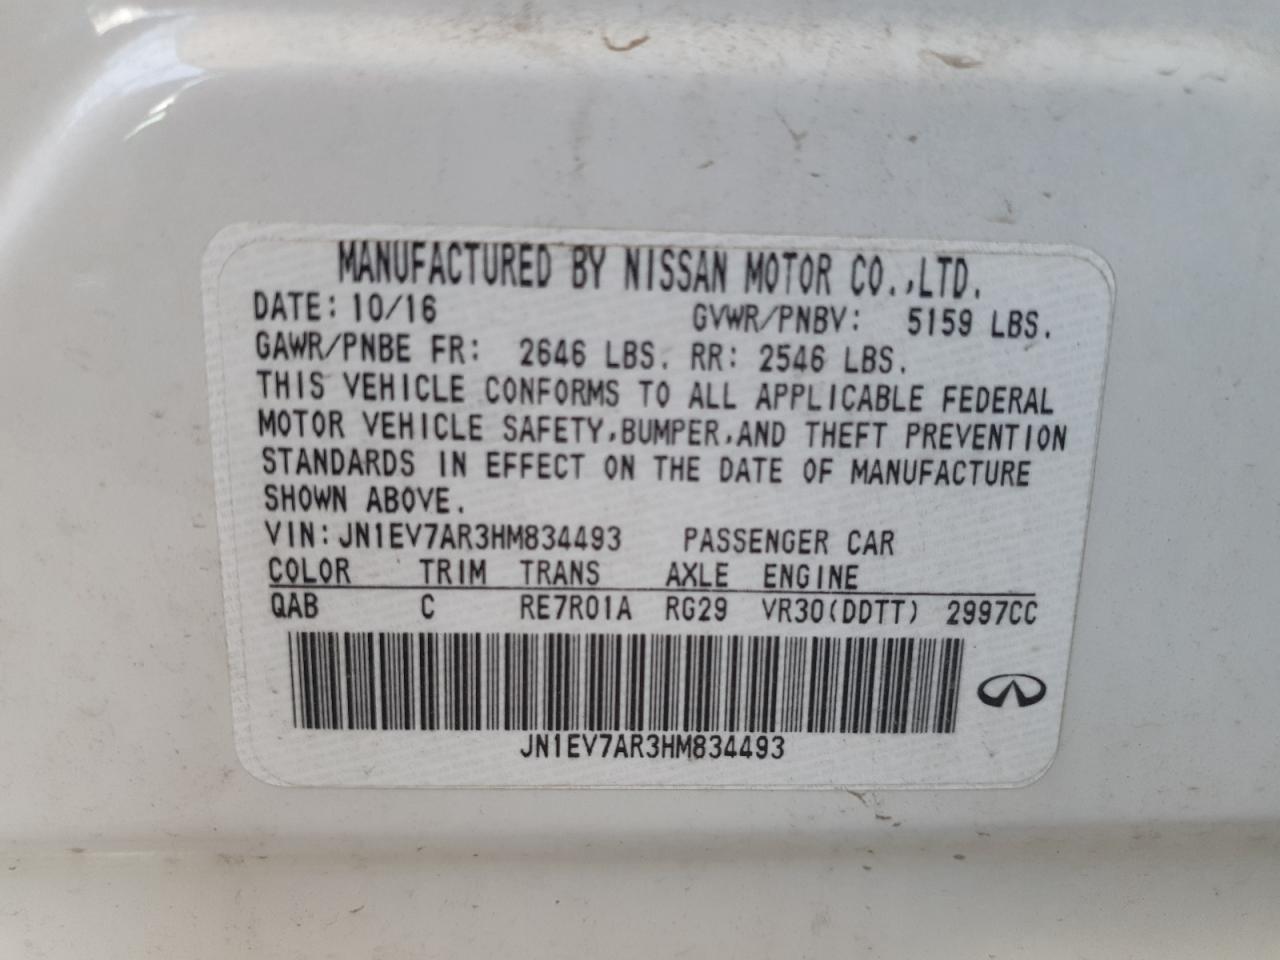 MANUFACTURED BY NISSAN MOTOR CO.,LTD.
DATE: 10/16 GVWR/PNBV: 5159 LBS.
GAWR/PNBE FR: 2646 LBS. RR: 2546 LBS.
THIS VEHICLE CONFORMS TO ALL APPLICABLE FEDERAL
MOTOR VEHICLE SAFETY,BUMPER,AND THEFT PREVENTION
STANDARDS IN EFFECT ON THE DATE OF MANUFACTURE
SHOWN ABOVE.
VIN:JN1EV7AR3HM834493 PASSENGER CAR
COLOR TRIM TRANS AXLE ENGINE
QAB C RE7R01A RG29 VR30(DDTT) 2997CC
JN1EV7AR3HM834493